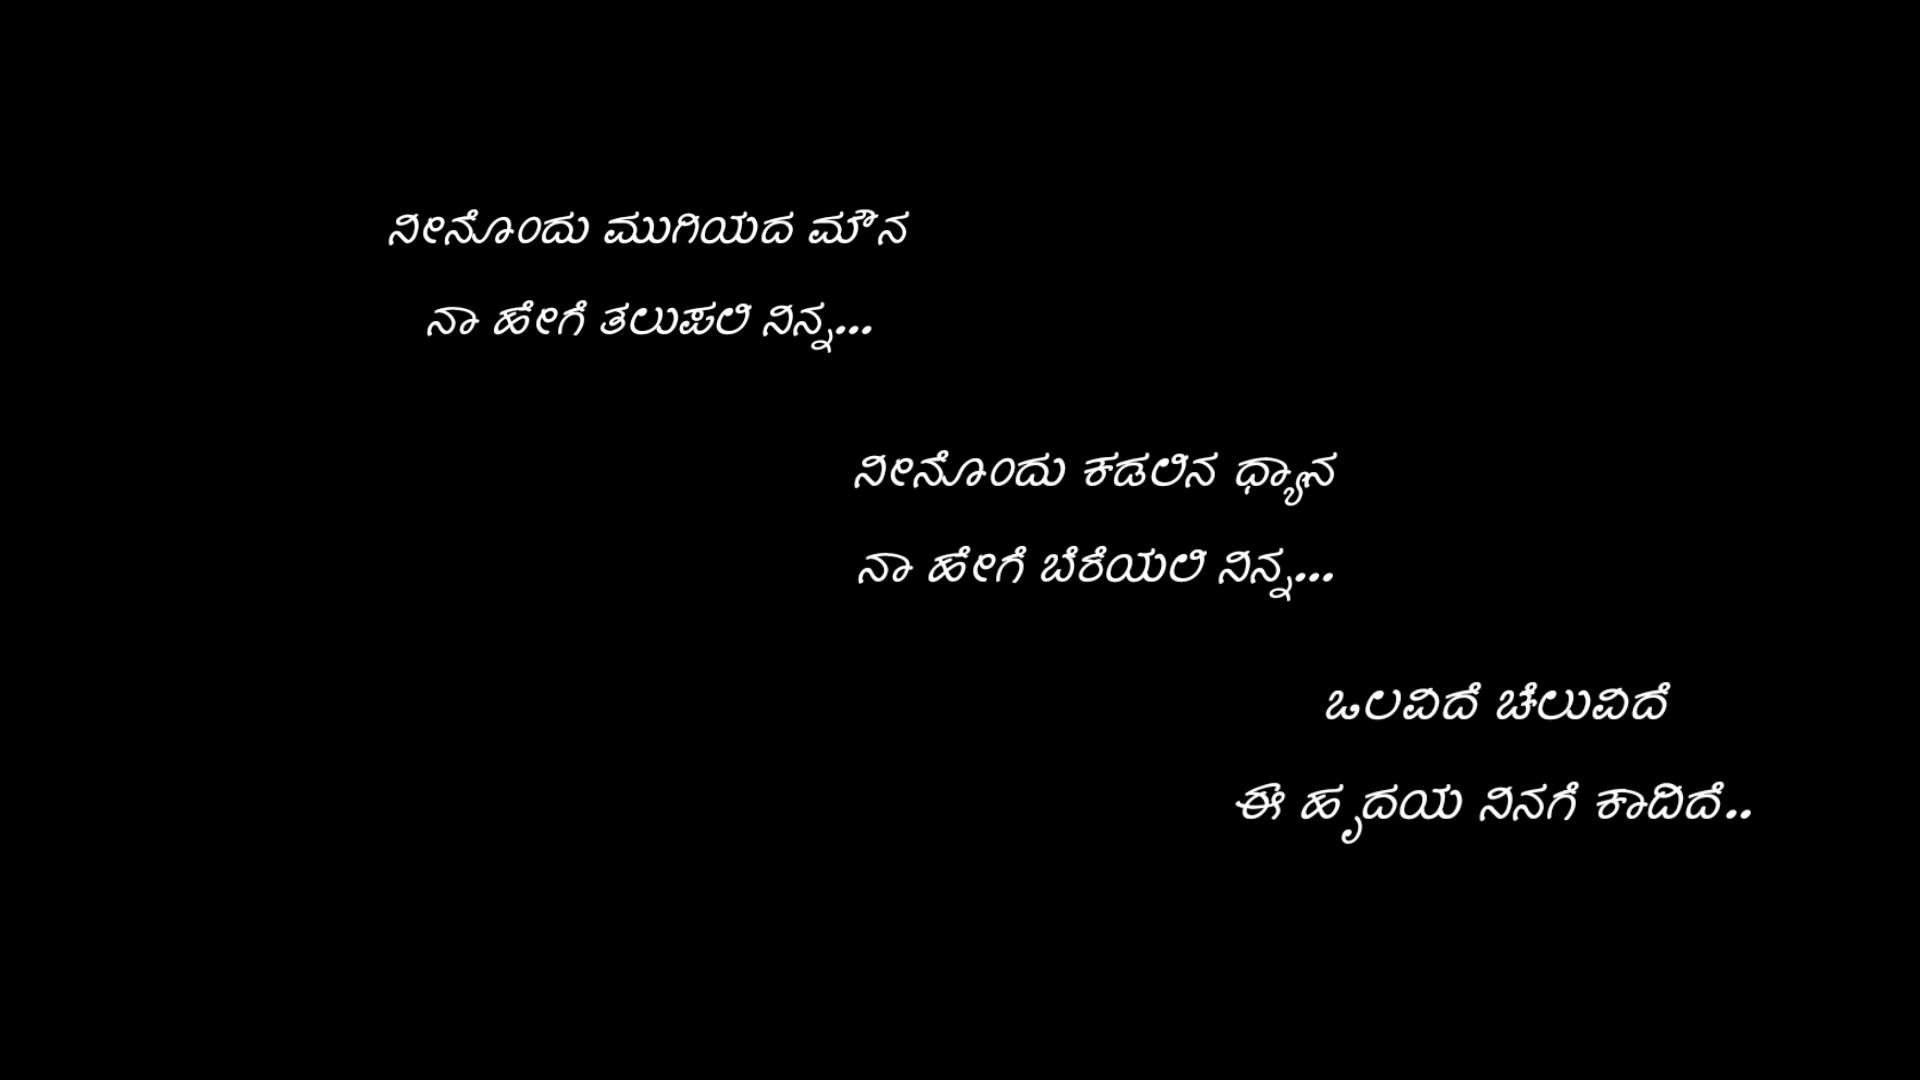 ನೀನೊಂದು ಮುಗಿಯದ ಮೌನ
ನಾ ಹೇಗೆ ತಲುಪಲಿ ನಿನ್ನ...
ನೀನೊಂದು ಕಡಲಿನ ಧ್ಯಾನ
ನಾ ಹೇಗೆ ಬೆರೆಯಲಿ ನಿನ್ನ...
ಒಲವಿದೆ ಚೆಲುವಿದೆ
ಈ ಹೃದಯ ನಿನಗೆ ಕಾದಿದೆ..